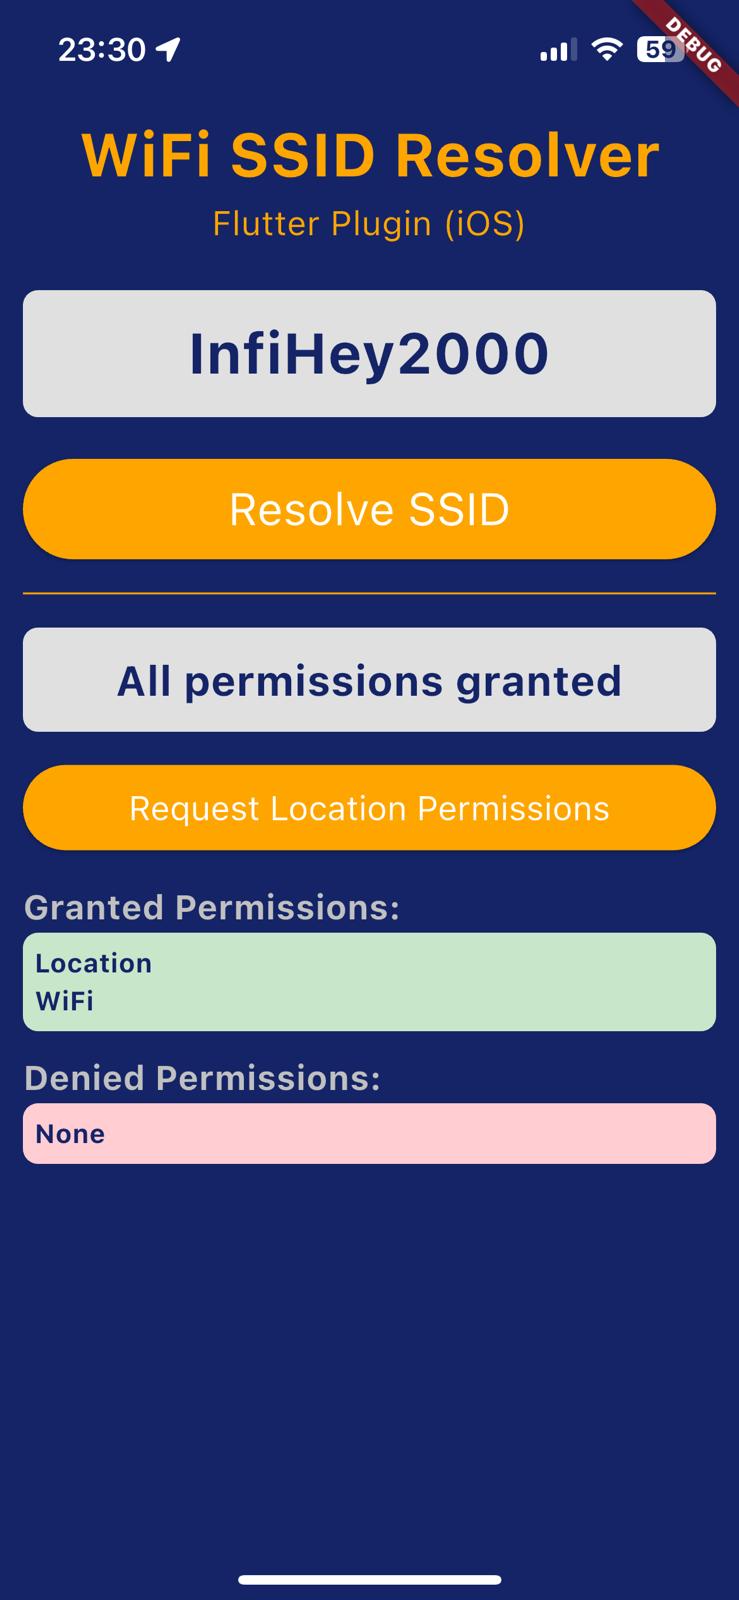 23:30
59
DEBUG
WiFi SSID Resolver
Flutter Plugin (iOS)
InfiHey2000
Resolve SSID
All permissions granted
Request Location Permissions
Granted Permissions:
Location
WiFi
Denied Permissions:
None